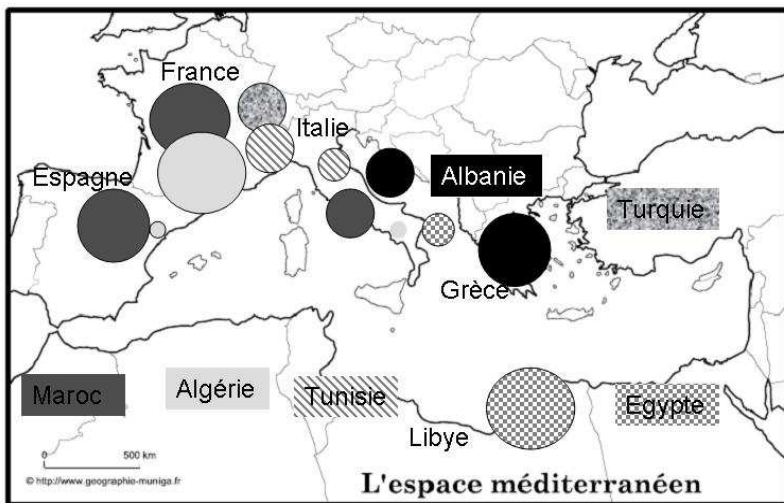 France
Italie
Espagne
Albanie
Turquie
Grèce
Maroc
Algérie
Tunisie
Egypte
Libye
0 500 km
© http://www.geographie-muniga.fr
L'espace méditerranéen